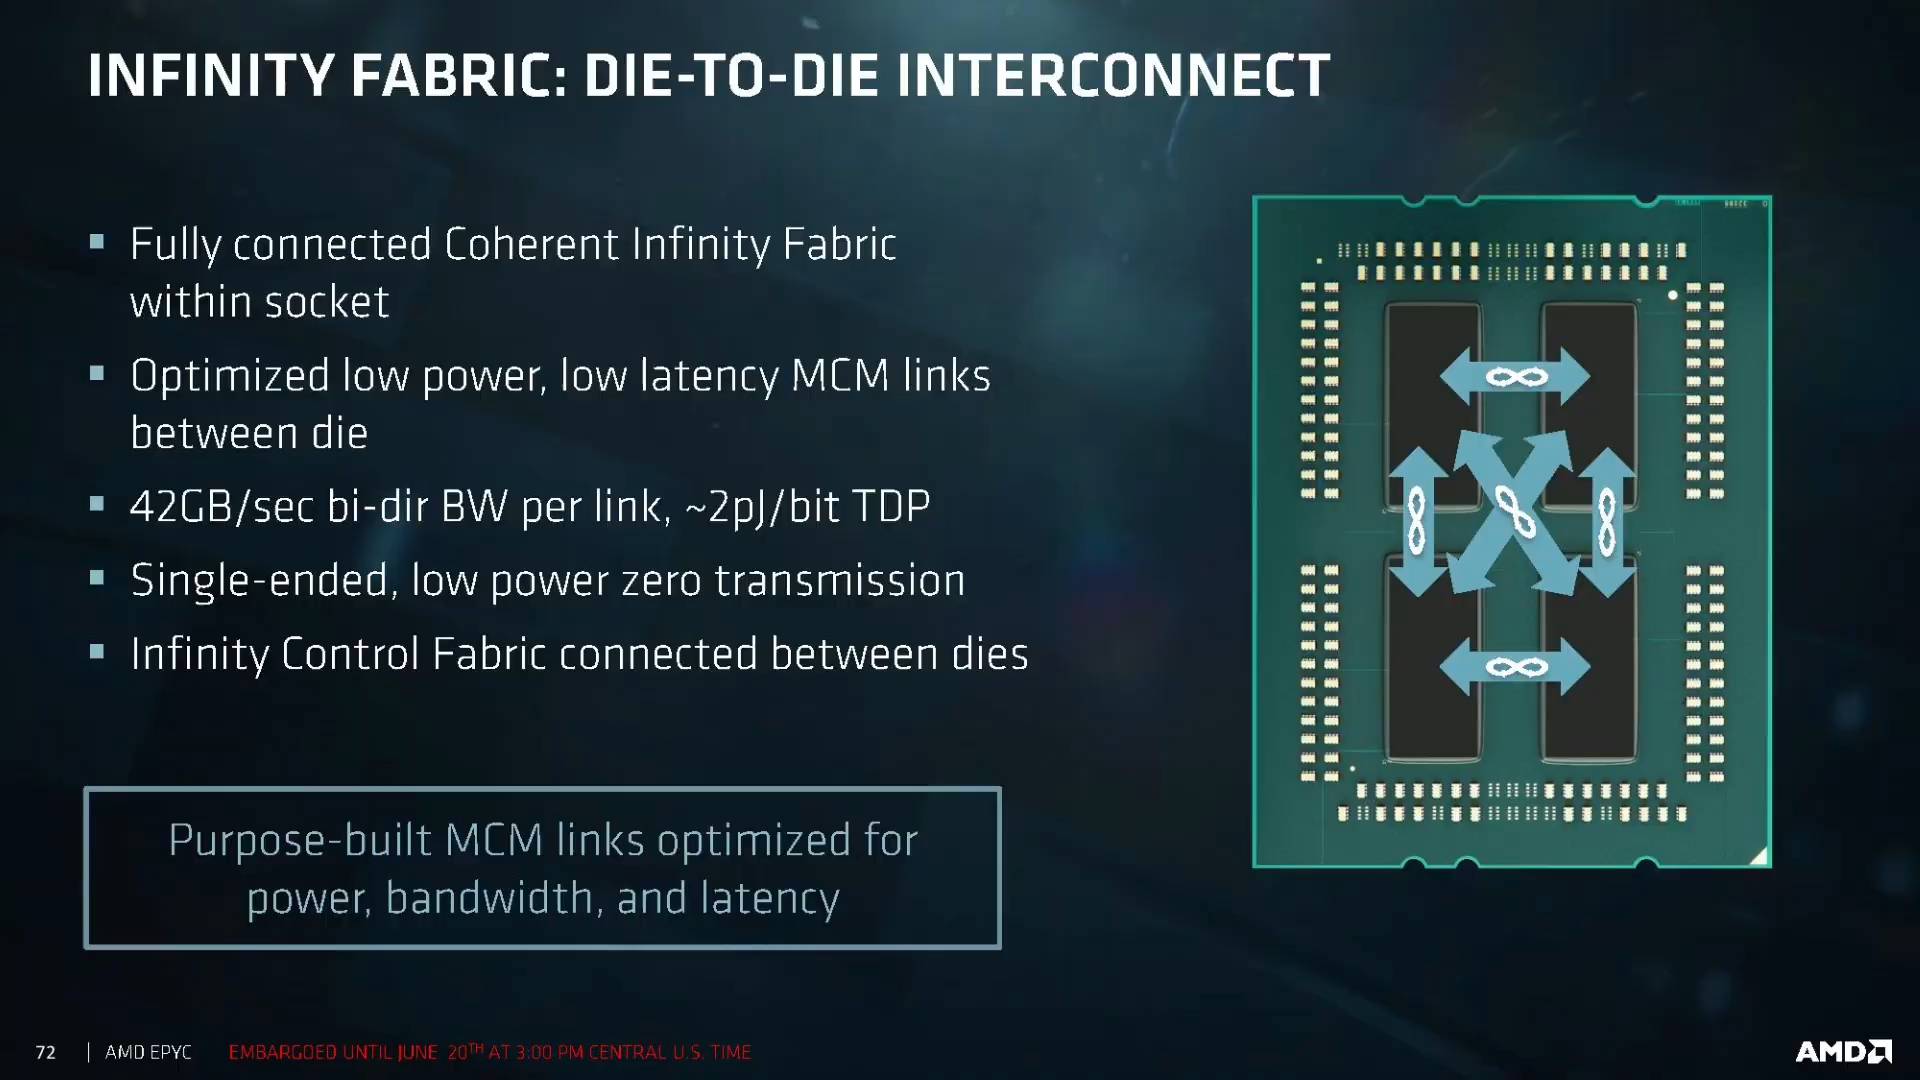 INFINITY FABRIC: DIE-TO-DIE INTERCONNECT
Fully connected Coherent Infinity Fabric
within socket
Optimized low power, low latency MCM links
between die
42GB/sec bi-dir BW per link, ~2pJ/bit TDP
Single-ended, low power zero transmission
Infinity Control Fabric connected between dies
Purpose-built MCM links optimized for
power, bandwidth, and latency
72 | AMD EPYC EMBARGOED UNTIL JUNE 20TH AT 3:00 PM CENTRAL U.S. TIME
AMD